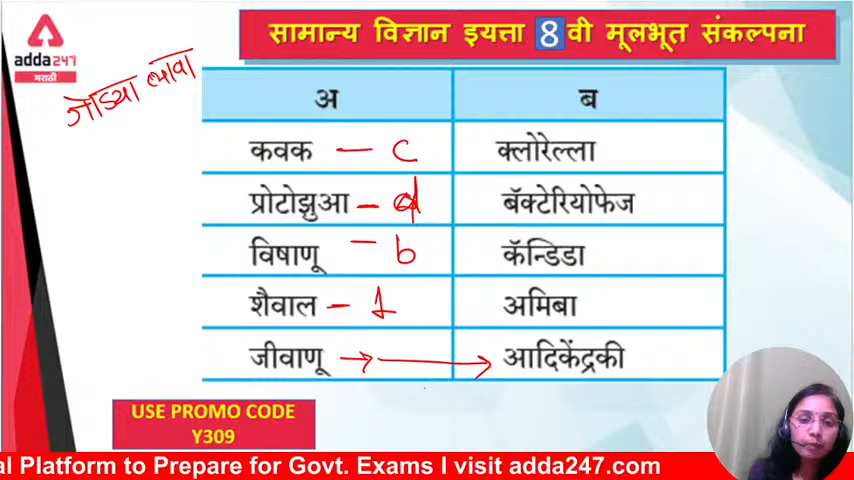 सामान्य विज्ञान इयत्ता 8 वी मूलभूत संकल्पना
adda247
मराठी
जोड्या लावा
अ ब
कवक – c क्लोरेल्ला
प्रोटोझुआ – d बॅक्टेरियोफेज
विषाणू – b कॅन्डिडा
शैवाल – 1 अमिबा
जीवाणू → आदिकेंद्रकी
USE PROMO CODE
Y309
al Platform to Prepare for Govt. Exams I visit adda247.com